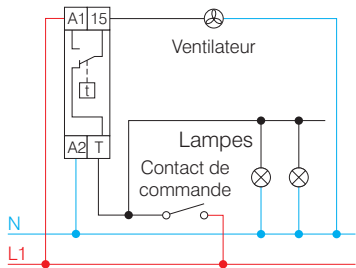 A1 15
Ventilateur
t
A2 T
Lampes
Contact de
commande
N
L1